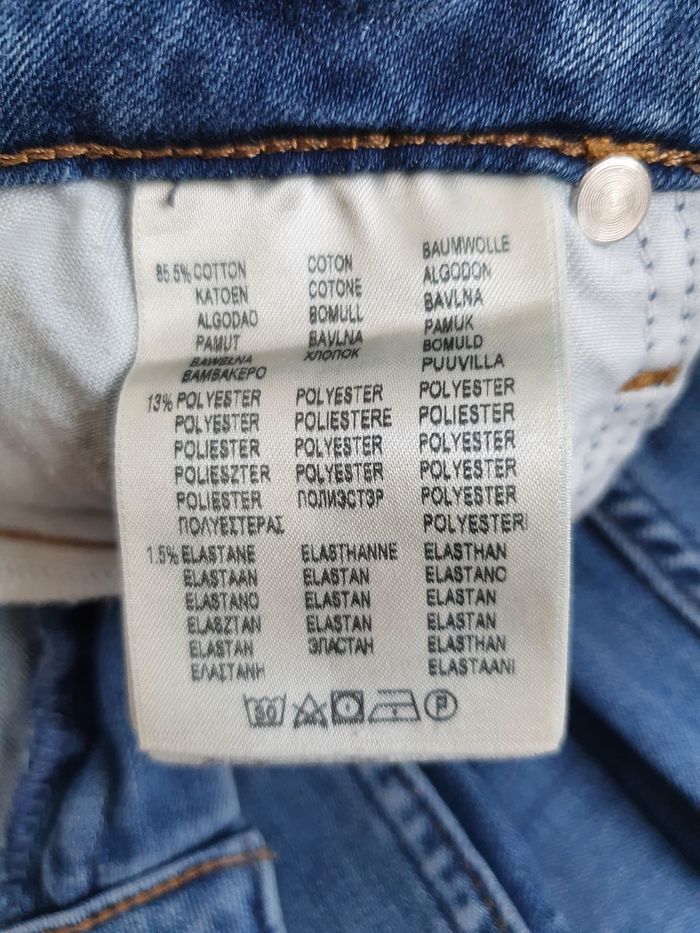 85.5% COTTON COTON BAUMWOLLE
KATOEN COTONE ALGODON
ALGODAO BOMULL BAVLNA
PAMUT BAVLNA PAMUK
BAWEŁNA ХЛОПОК BOMULD
ΒΑΜΒΑΚΕΡΟ PUUVILLA
13% POLYESTER POLYESTER POLYESTER
POLYESTER POLIESTERE POLIESTER
POLIESTER POLYESTER POLYESTER
POLIESZTER POLYESTER POLYESTER
POLIESTER ПОЛИЭСТЭР POLYESTER
ΠΟΛΥΕΣΤΕΡΑΣ POLYESTERI
1.5% ELASTANE ELASTHANNE ELASTHAN
ELASTAAN ELASTAN ELASTANO
ELASTANO ELASTAN ELASTAN
ELASZTAN ELASTAN ELASTAN
ELASTAN ЭЛАСТАН ELASTHAN
ΕΛΑΣΤΑΝΗ ELASTAANI
P